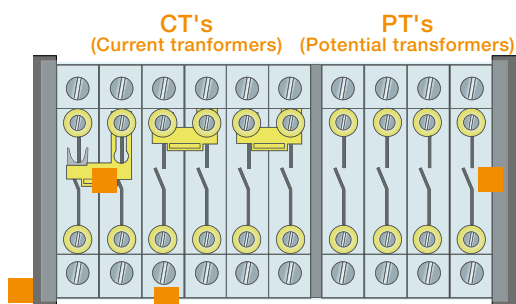 CT's
(Current tranformers)
PT's
(Potential transformers)